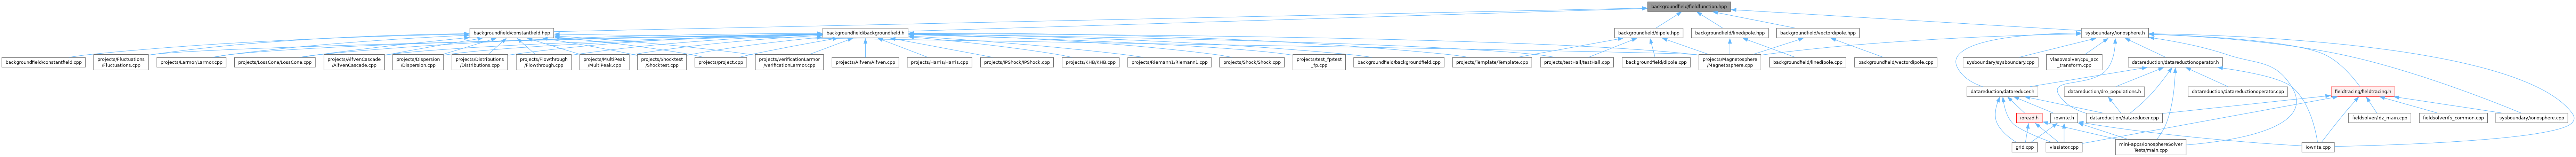 backgroundfield/fieldfunction.hpp
backgroundfield/constantfield.hpp
backgroundfield/backgroundfield.h
backgroundfield/dipole.hpp
backgroundfield/linedipole.hpp
backgroundfield/vectordipole.hpp
sysboundary/ionosphere.h
backgroundfield/constantfield.cpp
projects/Fluctuations
/Fluctuations.cpp
projects/Larmor/Larmor.cpp
projects/LossCone/LossCone.cpp
projects/AlfvenCascade
/AlfvenCascade.cpp
projects/Dispersion
/Dispersion.cpp
projects/Distributions
/Distributions.cpp
projects/Flowthrough
/Flowthrough.cpp
projects/MultiPeak
/MultiPeak.cpp
projects/Shocktest
/Shocktest.cpp
projects/project.cpp
projects/verificationLarmor
/verificationLarmor.cpp
projects/Alfven/Alfven.cpp
projects/Harris/Harris.cpp
projects/IPShock/IPShock.cpp
projects/KHB/KHB.cpp
projects/Riemann1/Riemann1.cpp
projects/Shock/Shock.cpp
projects/test_fp/test
_fp.cpp
backgroundfield/backgroundfield.cpp
projects/Template/Template.cpp
projects/testHall/testHall.cpp
backgroundfield/dipole.cpp
projects/Magnetosphere
/Magnetosphere.cpp
backgroundfield/linedipole.cpp
backgroundfield/vectordipole.cpp
sysboundary/sysboundary.cpp
vlasovsolver/cpu_acc
_transform.cpp
datareduction/datareductionoperator.h
datareduction/datareducer.h
datareduction/dro_populations.h
datareduction/datareductionoperator.cpp
fieldtracing/fieldtracing.h
ioread.h
iowrite.h
datareduction/datareducer.cpp
fieldsolver/ldz_main.cpp
fieldsolver/fs_common.cpp
sysboundary/ionosphere.cpp
grid.cpp
vlasiator.cpp
mini-apps/ionosphereSolver
Tests/main.cpp
iowrite.cpp